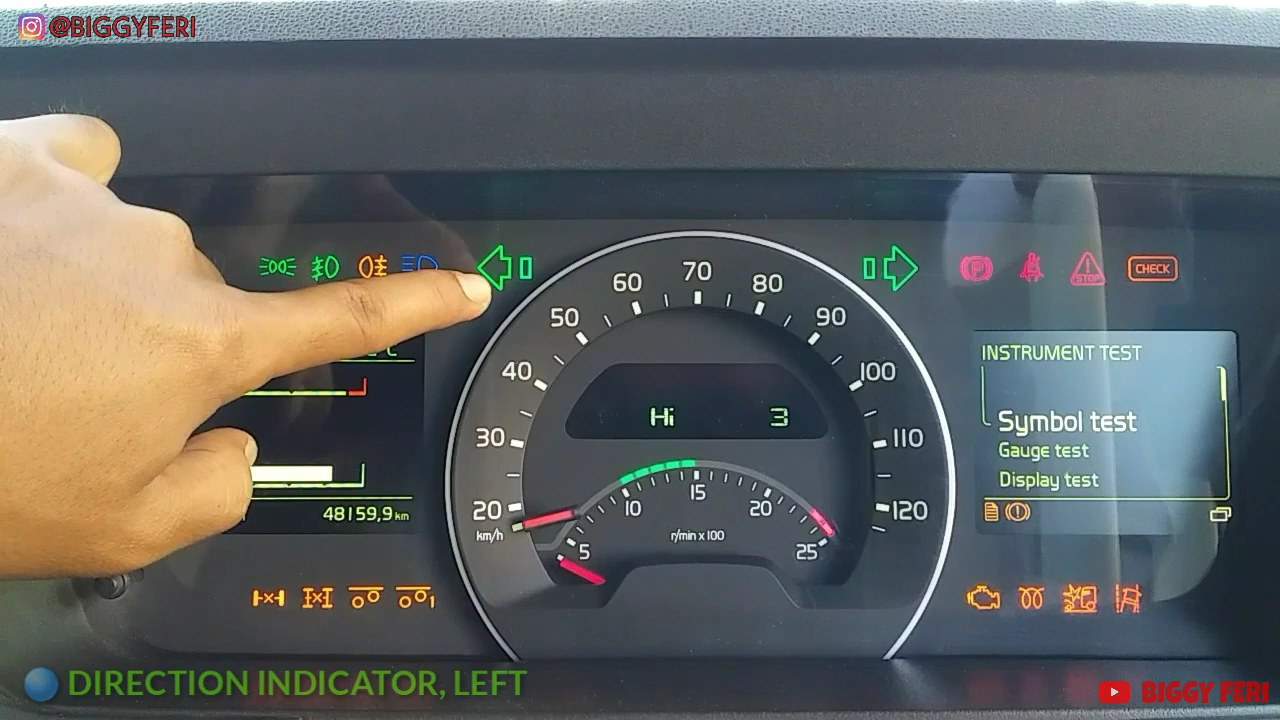 @BIGGYFERI
20
30
40
50
60
70
80
90
100
110
120
km/h
Hi 3
5
10
15
20
25
r/min x 100
48159,9 km
P
STOP
CHECK
INSTRUMENT TEST
Symbol test
Gauge test
Display test
1
DIRECTION INDICATOR, LEFT
BIGGY FERI